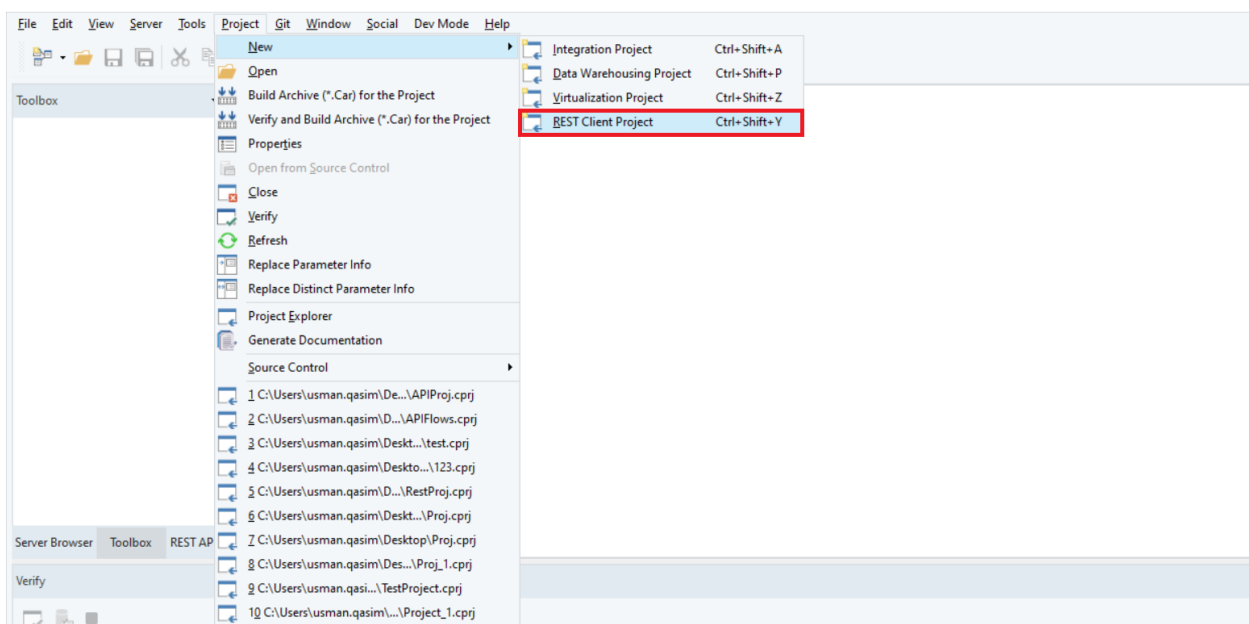 File Edit View Server Tools Project Git Window Social Dev Mode Help
New
Integration Project Ctrl+Shift+A
Open
Data Warehousing Project Ctrl+Shift+P
Toolbox
Build Archive (*.Car) for the Project
Virtualization Project Ctrl+Shift+Z
Verify and Build Archive (*.Car) for the Project
REST Client Project Ctrl+Shift+Y
Properties
Open from Source Control
Close
Verify
Refresh
Replace Parameter Info
Replace Distinct Parameter Info
Project Explorer
Generate Documentation
Source Control
1 C:\Users\usman.qasim\De...\APIProj.cprj
2 C:\Users\usman.qasim\D...\APIFlows.cprj
3 C:\Users\usman.qasim\Deskt...\test.cprj
4 C:\Users\usman.qasim\Deskto...\123.cprj
5 C:\Users\usman.qasim\D...\RestProj.cprj
6 C:\Users\usman.qasim\Deskt...\Proj.cprj
Server Browser Toolbox REST AP
7 C:\Users\usman.qasim\Desktop\Proj.cprj
8 C:\Users\usman.qasim\Des...\Proj_1.cprj
Verify
9 C:\Users\usman.qasi...\TestProject.cprj
10 C:\Users\usman.qasim\...\Project_1.cprj